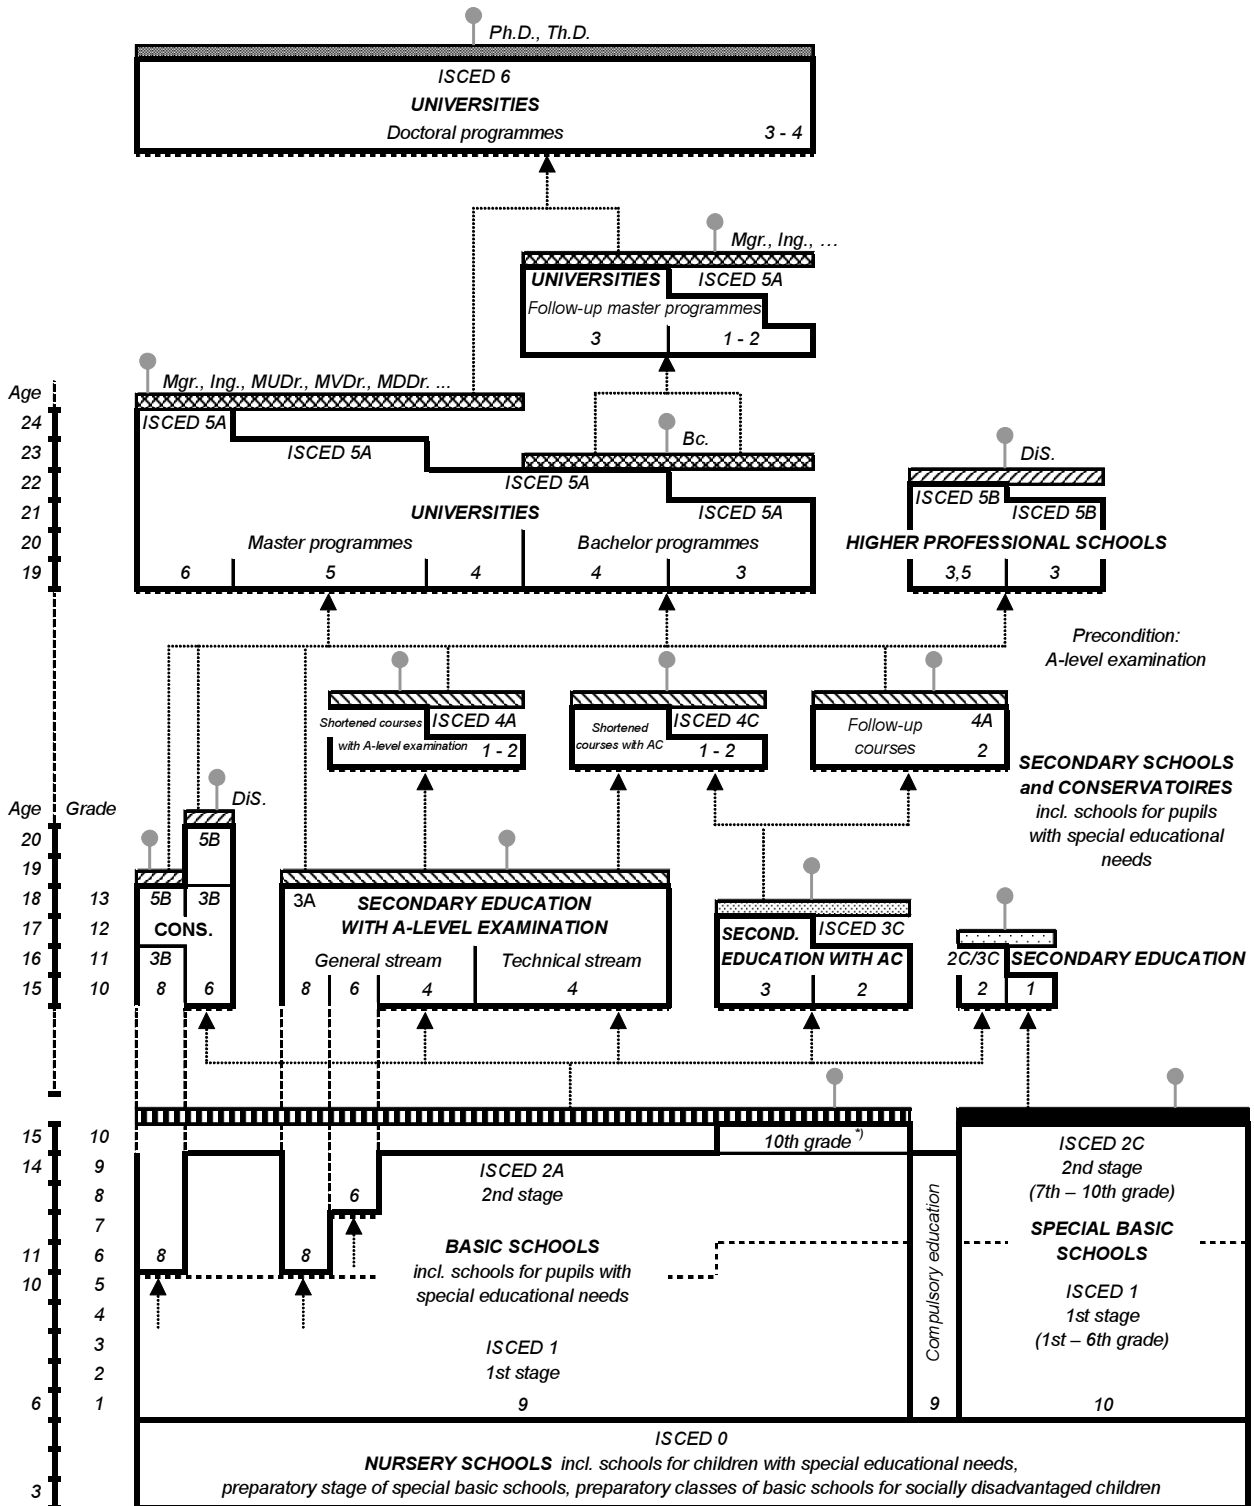 Ph.D., Th.D.
ISCED 6
UNIVERSITIES
Doctoral programmes 3 - 4
Mgr., Ing., …
UNIVERSITIES ISCED 5A
Follow-up master programmes
3 1 - 2
Mgr., Ing., MUDr., MVDr., MDDr. ...
Age
24 ISCED 5A
23 ISCED 5A Bc. DiS.
22 ISCED 5A ISCED 5B
21 UNIVERSITIES ISCED 5A ISCED 5B
20 Master programmes Bachelor programmes HIGHER PROFESSIONAL SCHOOLS
19 6 5 4 4 3 3,5 3
Precondition:
A-level examination
Shortened courses ISCED 4A
with A-level examination 1 - 2
Shortened ISCED 4C
courses with AC 1 - 2
Follow-up 4A
courses 2
SECONDARY SCHOOLS
and CONSERVATOIRES
incl. schools for pupils
with special educational
needs
Age Grade DiS.
20 5B
19
18 13 5B 3B 3A SECONDARY EDUCATION
17 12 CONS. WITH A-LEVEL EXAMINATION SECOND. ISCED 3C
16 11 3B General stream Technical stream EDUCATION WITH AC 2C/3C SECONDARY EDUCATION
15 10 8 6 8 6 4 4 3 2 2 1
15 10 10th grade *) ISCED 2C
14 9 ISCED 2A 2nd stage
8 6 2nd stage (7th – 10th grade)
7 SPECIAL BASIC
11 6 8 8 BASIC SCHOOLS SCHOOLS
10 5 incl. schools for pupils with
special educational needs ISCED 1
4 1st stage
3 ISCED 1 (1st – 6th grade)
2 1st stage
Compulsory education
6 1 9 9 10
ISCED 0
NURSERY SCHOOLS incl. schools for children with special educational needs,
3 preparatory stage of special basic schools, preparatory classes of basic schools for socially disadvantaged children